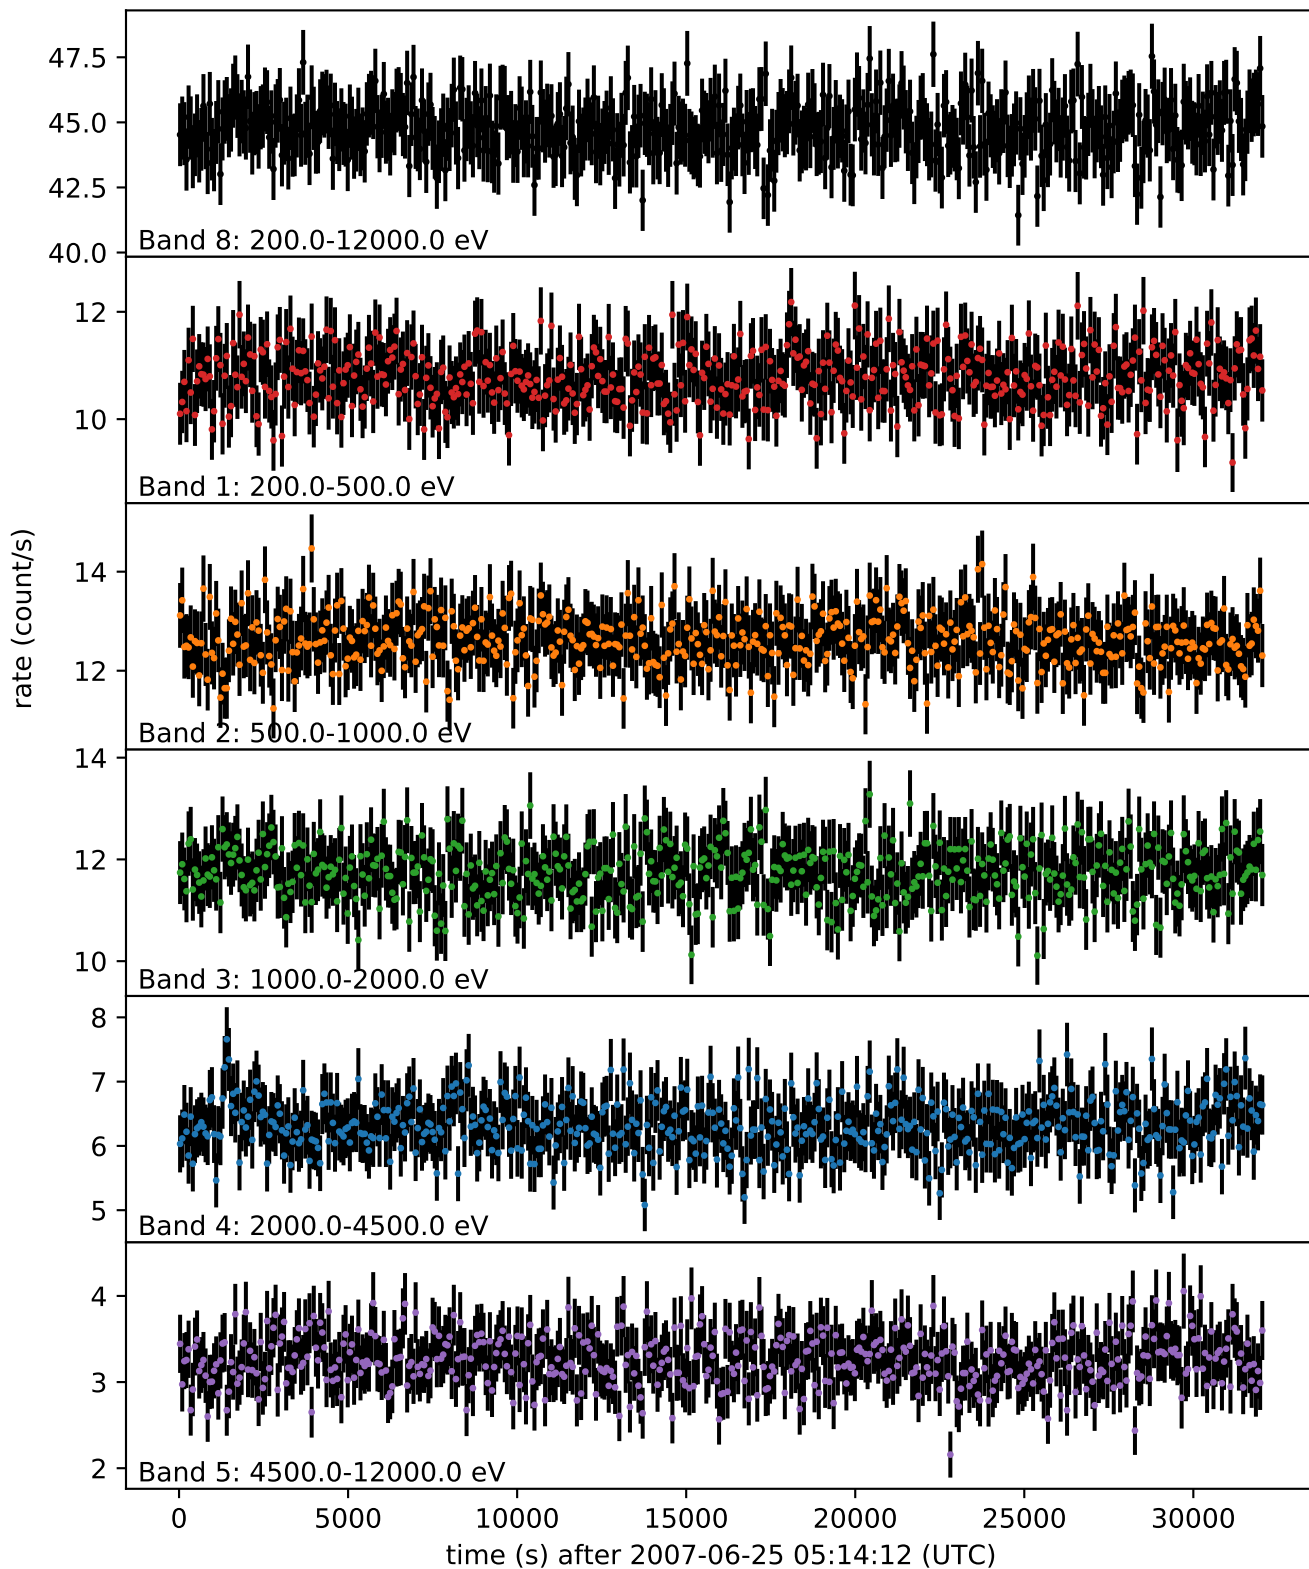 47.5
45.0
42.5
40.0
Band 8: 200.0-12000.0 eV
12
10
Band 1: 200.0-500.0 eV
rate (count/s)
14
12
Band 2: 500.0-1000.0 eV
14
12
10
Band 3: 1000.0-2000.0 eV
8
7
6
5
Band 4: 2000.0-4500.0 eV
4
3
2
Band 5: 4500.0-12000.0 eV
0 5000 10000 15000 20000 25000 30000
time (s) after 2007-06-25 05:14:12 (UTC)